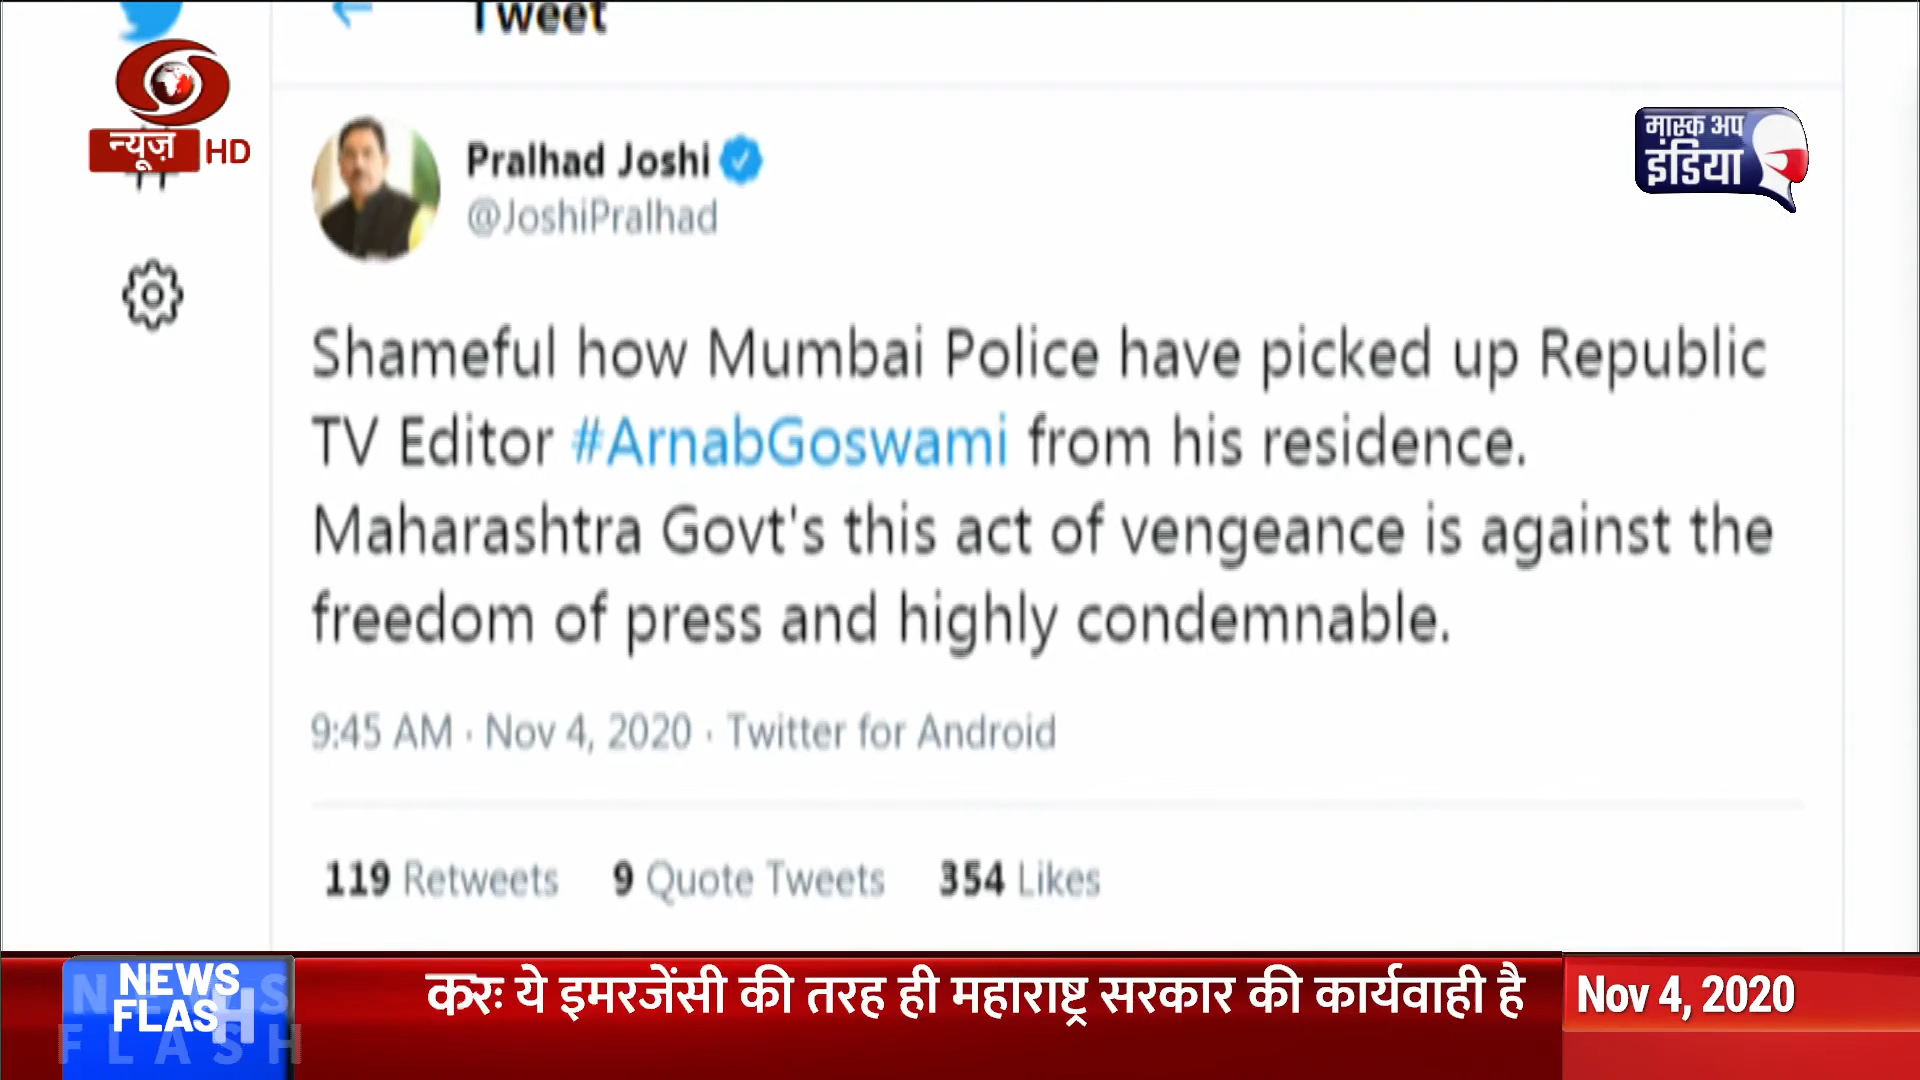 Tweet
न्यूज़ HD
मास्क अप
इंडिया
Pralhad Joshi
@JoshiPralhad
Shameful how Mumbai Police have picked up Republic
TV Editor #ArnabGoswami from his residence.
Maharashtra Govt's this act of vengeance is against the
freedom of press and highly condemnable.
9:45 AM · Nov 4, 2020 · Twitter for Android
119 Retweets 9 Quote Tweets 354 Likes
NEWS
FLASH
करः ये इमरजेंसी की तरह ही महाराष्ट्र सरकार की कार्यवाही है
Nov 4, 2020